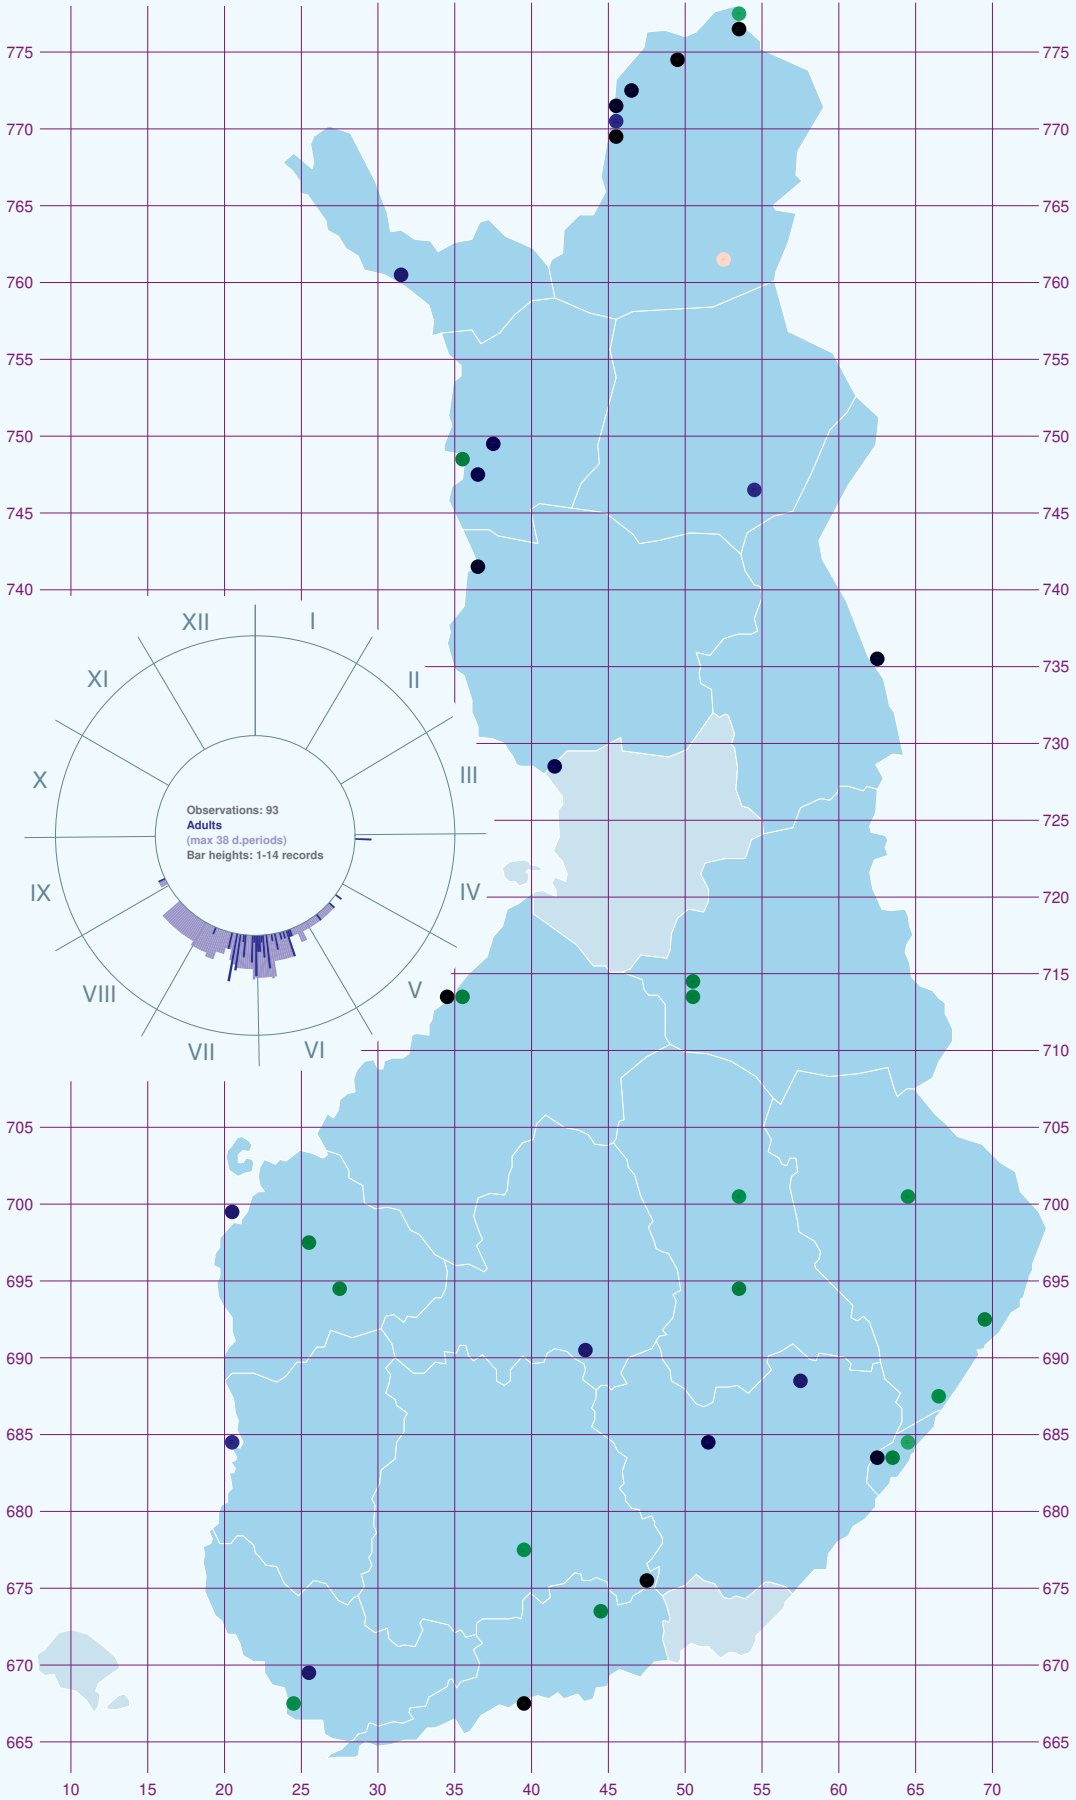 775 775
770 770
765 765
760 760
755 755
750 750
745 745
740 740
XII I
XI II
735
730
X III
725
Observations: 93
Adults
(max 38 d.periods)
Bar heights: 1-14 records
IX IV
720
715
VIII V
VII VI
710
705 705
700 700
695 695
690 690
685 685
680 680
675 675
670 670
665 665
10 15 20 25 30 35 40 45 50 55 60 65 70